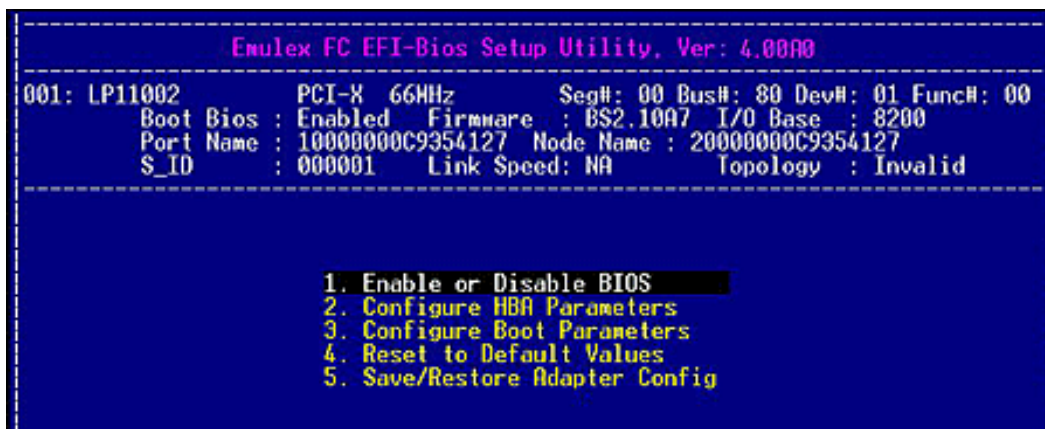 Emulex FC EFI-Bios Setup Utility, Ver: 4.00A0
001: LP11002 PCI-X 66MHz Seg#: 00 Bus#: 80 Dev#: 01 Func#: 00
Boot Bios : Enabled Firmware : BS2.10A7 I/O Base : 8200
Port Name : 10000000C9354127 Node Name : 20000000C9354127
S_ID : 000001 Link Speed: NA Topology : Invalid
1. Enable or Disable BIOS
2. Configure HBA Parameters
3. Configure Boot Parameters
4. Reset to Default Values
5. Save/Restore Adapter Config